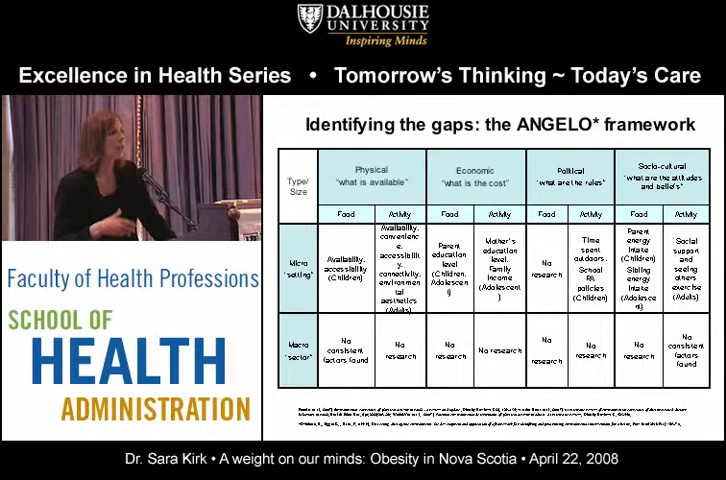 DALHOUSIE
UNIVERSITY
Inspiring Minds
Excellence in Health Series • Tomorrow's Thinking ~ Today's Care
Identifying the gaps: the ANGELO* framework
Type/
Size
Physical
"what is available"
Economic
"what is the cost"
Political
"what are the rules"
Socio-cultural
"what are the attitudes
and beliefs"
Food
Activity
Food
Activity
Food
Activity
Food
Activity
Micro
"setting"
Availability,
accessibility
(Children)
Availability,
convenienc
e,
accessibilit
y,
connectivity,
environmen
tal
aesthetics
(Adults)
Parent
education
level
(Children,
Adolescen
t)
Mother's
education
level,
Family
Income
(Adolescent
)
No
research
Time
spent
outdoors,
School
PA
policies
(Children)
Parent
energy
intake
(Children)
Sibling
energy
intake
(Adolesce
nt)
Social
support
and
seeing
others
exercise
(Adults)
Macro
"sector"
No
consistent
factors found
No
research
No
research
No research
No
research
No
research
No
research
No
consistent
factors
found
Faculty of Health Professions
SCHOOL OF
HEALTH
ADMINISTRATION
Dr. Sara Kirk • A weight on our minds: Obesity in Nova Scotia • April 22, 2008